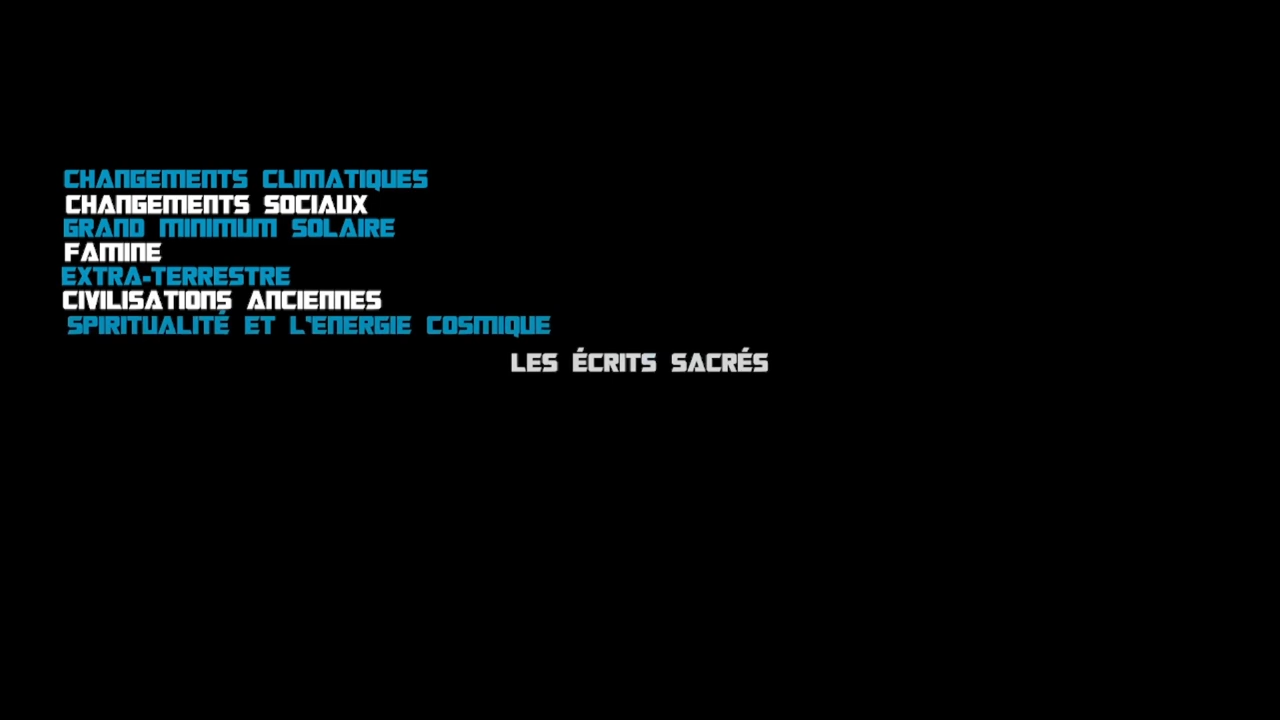 CHANGEMENTS CLIMATIQUES
CHANGEMENTS SOCIAUX
GRAND MINIMUM SOLAIRE
FAMINE
EXTRA-TERRESTRE
CIVILISATIONS ANCIENNES
SPIRITUALITÉ ET L'ENERGIE COSMIQUE
LES ÉCRITS SACRÉS